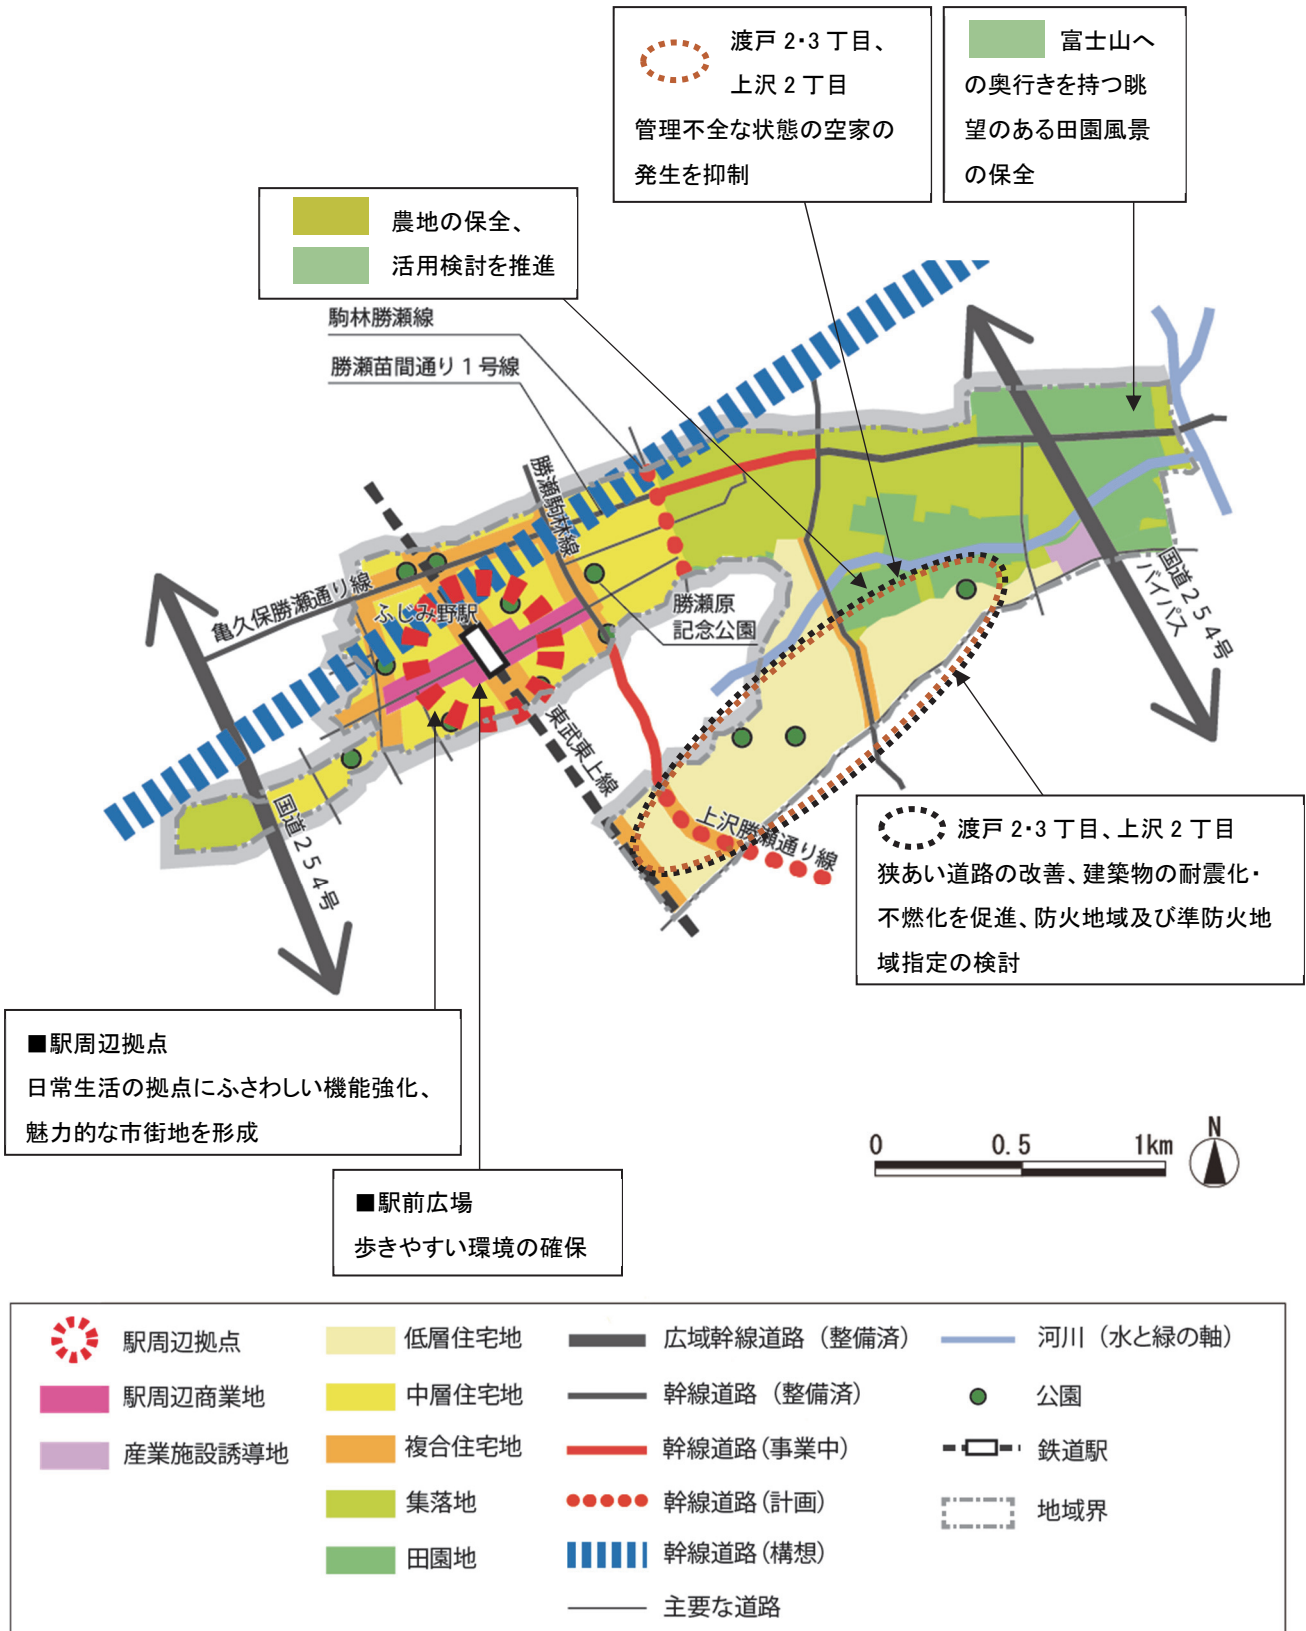 渡戸 2・3 丁目、
上沢 2 丁目
管理不全な状態の空家の
発生を抑制
富士山へ
の奥行きを持つ眺
望のある田園風景
の保全
農地の保全、
活用検討を推進
駒林勝瀬線
勝瀬苗間通り 1 号線
勝瀬駒林線
亀久保勝瀬通り線
ふじみ野駅
勝瀬原
記念公園
国道254号
バイパス
東武東上線
国道254号
上沢勝瀬通り線
渡戸 2・3 丁目、上沢 2 丁目
狭あい道路の改善、建築物の耐震化・
不燃化を促進、防火地域及び準防火地
域指定の検討
■駅周辺拠点
日常生活の拠点にふさわしい機能強化、
魅力的な市街地を形成
■駅前広場
歩きやすい環境の確保
0 0.5 1km
N
駅周辺拠点
駅周辺商業地
産業施設誘導地
低層住宅地
中層住宅地
複合住宅地
集落地
田園地
広域幹線道路（整備済）
幹線道路（整備済）
幹線道路(事業中)
幹線道路(計画)
幹線道路(構想)
主要な道路
河川（水と緑の軸）
公園
鉄道駅
地域界